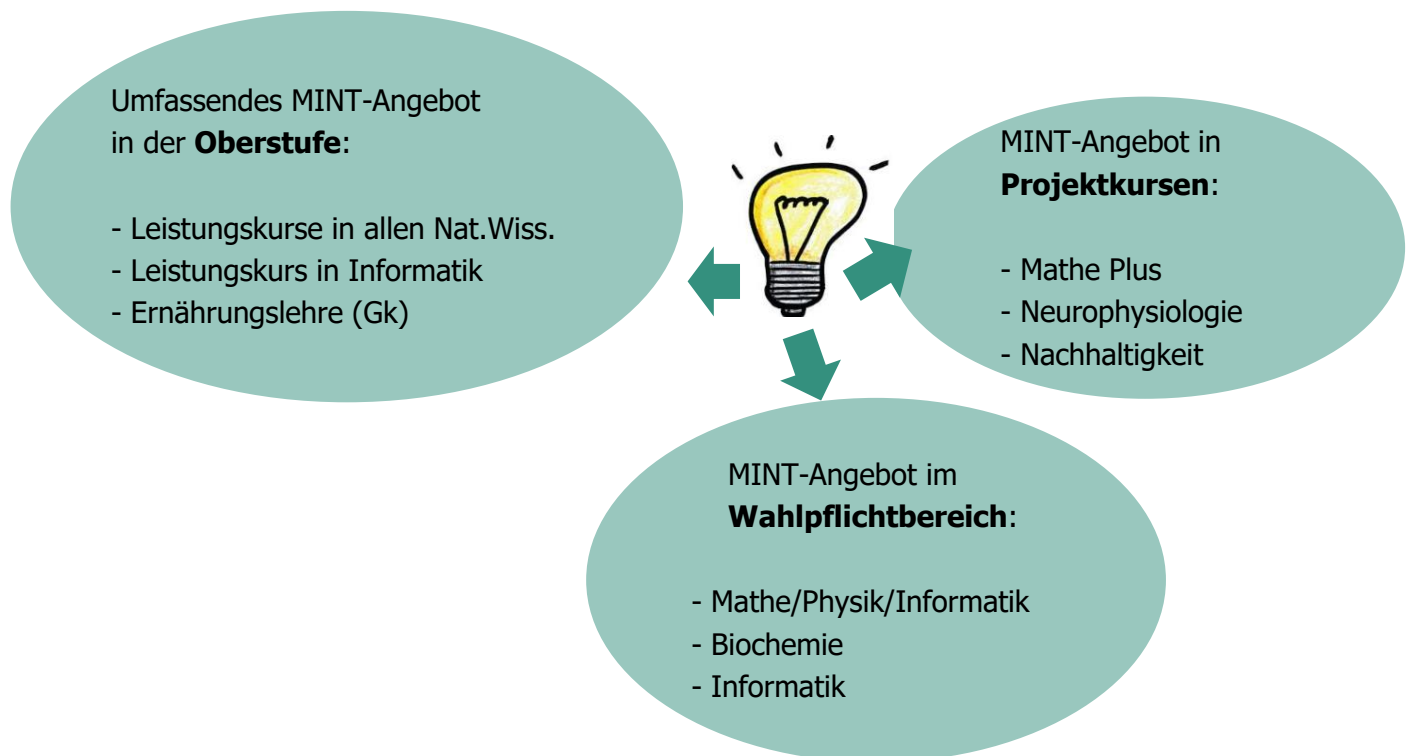 Umfassendes MINT-Angebot
in der Oberstufe:
- Leistungskurse in allen Nat.Wiss.
- Leistungskurs in Informatik
- Ernährungslehre (Gk)
MINT-Angebot in
Projektkursen:
- Mathe Plus
- Neurophysiologie
- Nachhaltigkeit
MINT-Angebot im
Wahlpflichtbereich:
- Mathe/Physik/Informatik
- Biochemie
- Informatik